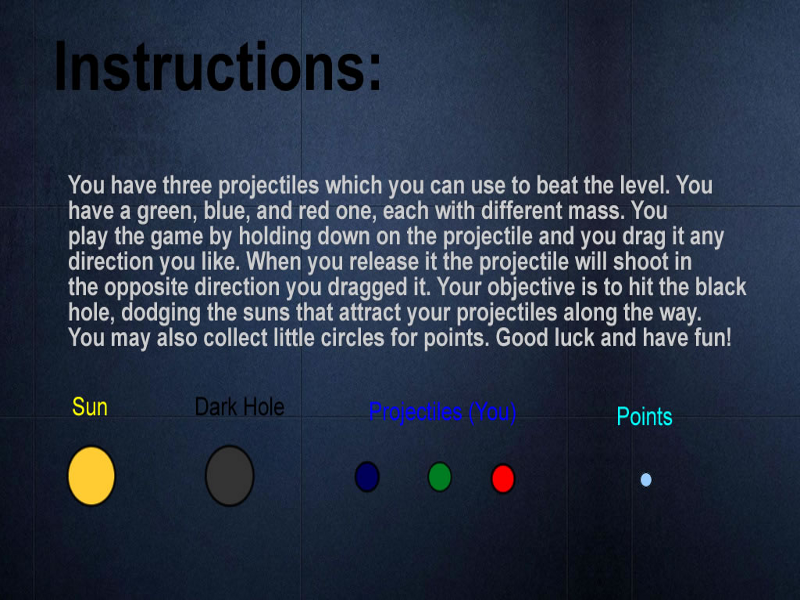 Instructions:
You have three projectiles which you can use to beat the level. You
have a green, blue, and red one, each with different mass. You
play the game by holding down on the projectile and you drag it any
direction you like. When you release it the projectile will shoot in
the opposite direction you dragged it. Your objective is to hit the black
hole, dodging the suns that attract your projectiles along the way.
You may also collect little circles for points. Good luck and have fun!
Sun
Dark Hole
Projectiles (You)
Points